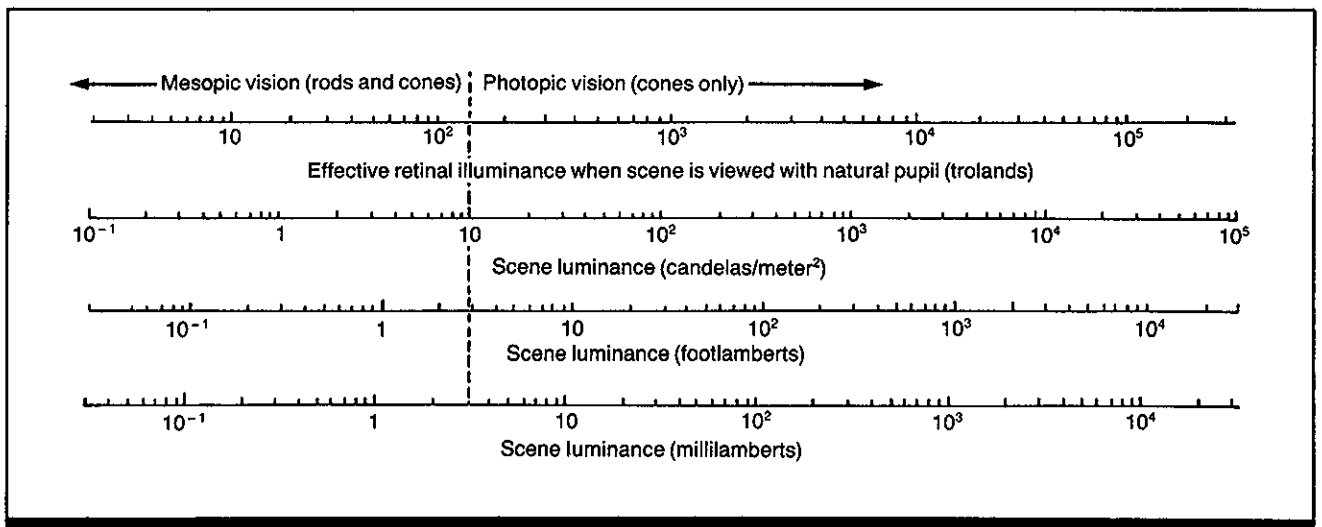 Mesopic vision (rods and cones) Photopic vision (cones only)
10 10² 10³ 10⁴ 10⁵
Effective retinal illuminance when scene is viewed with natural pupil (trolands)
10⁻¹ 1 10 10² 10³ 10⁴ 10⁵
Scene luminance (candelas/meter²)
10⁻¹ 1 10 10² 10³ 10⁴
Scene luminance (footlamberts)
10⁻¹ 1 10 10² 10³ 10⁴
Scene luminance (millilamberts)